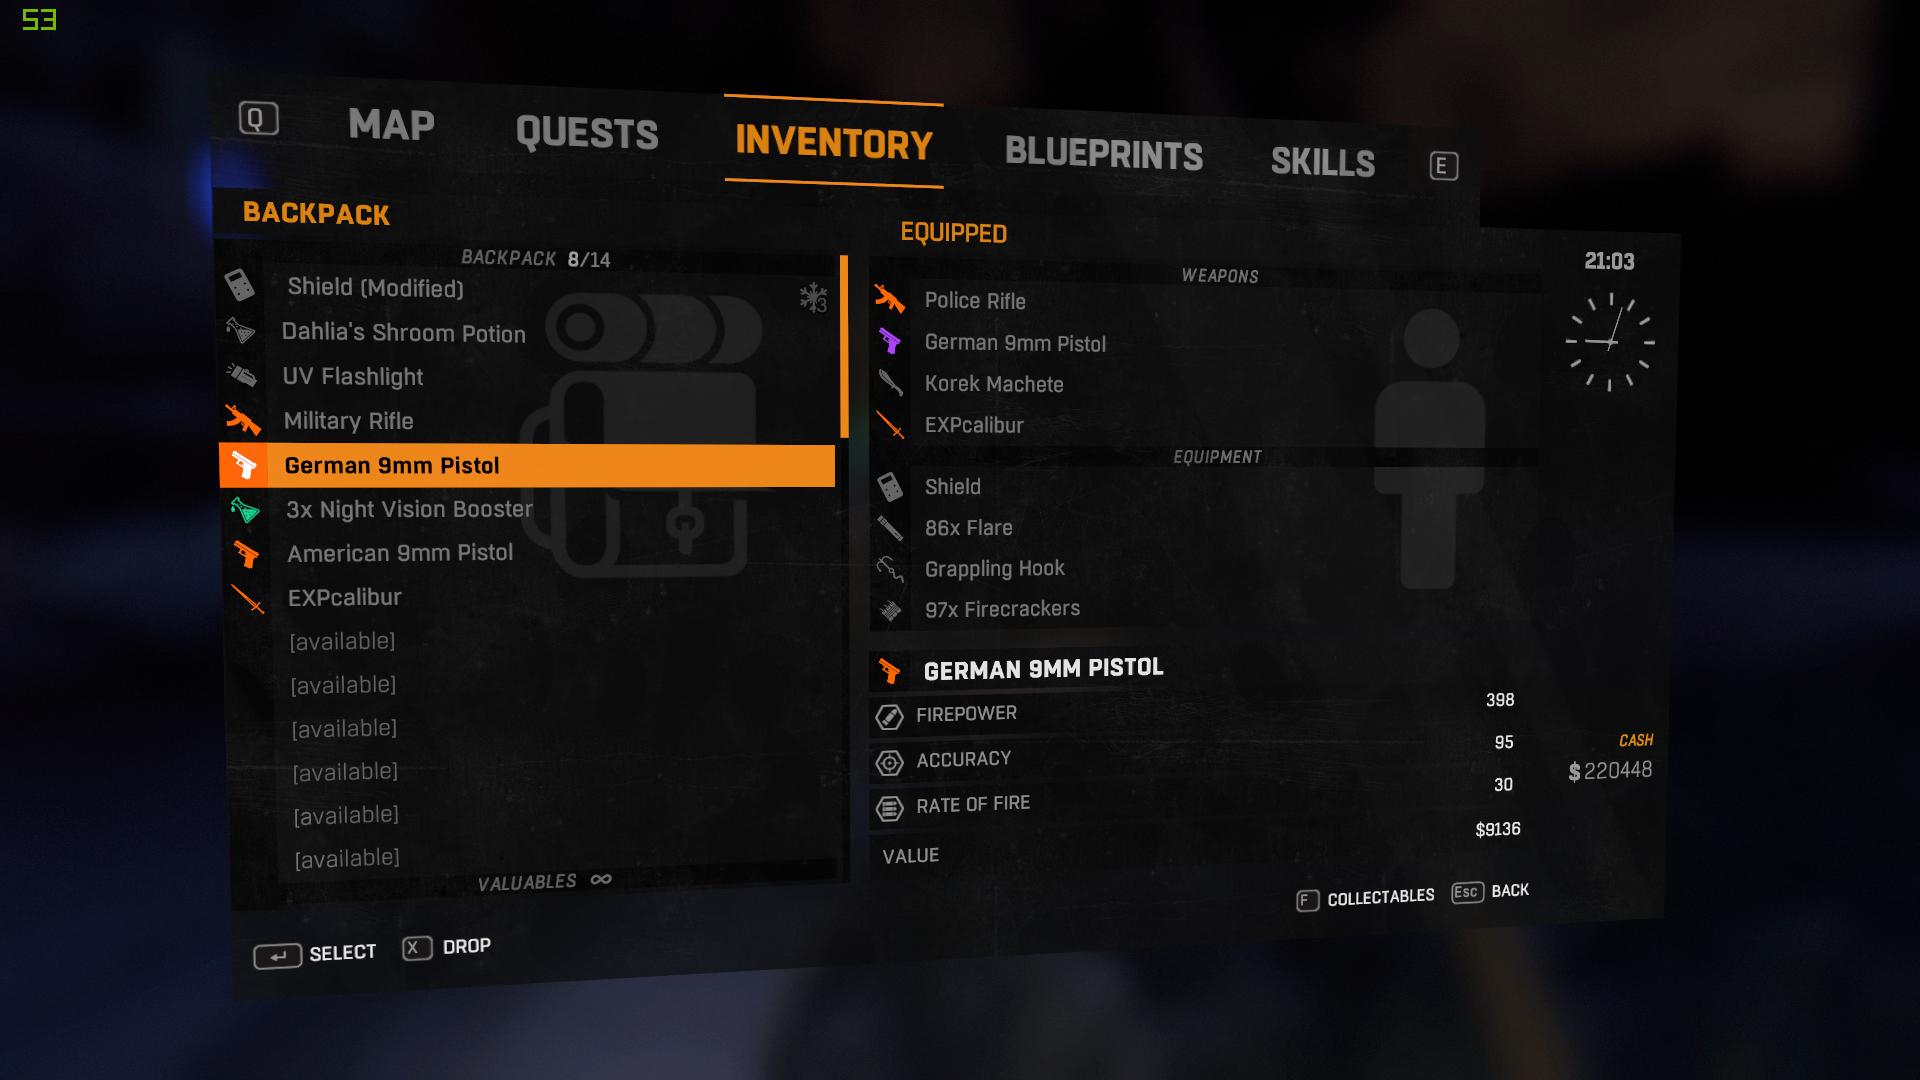 53
Q MAP QUESTS INVENTORY BLUEPRINTS SKILLS E
BACKPACK
BACKPACK 8/14
Shield (Modified)
3
Dahlia's Shroom Potion
UV Flashlight
Military Rifle
German 9mm Pistol
3x Night Vision Booster
American 9mm Pistol
EXPcalibur
[available]
[available]
[available]
[available]
[available]
[available]
VALUABLES ∞
EQUIPPED
WEAPONS
Police Rifle
German 9mm Pistol
Korek Machete
EXPcalibur
EQUIPMENT
Shield
86x Flare
Grappling Hook
97x Firecrackers
GERMAN 9MM PISTOL
FIREPOWER 398
ACCURACY 95
RATE OF FIRE 30
VALUE $9136
21:03
CASH
$220448
F COLLECTABLES Esc BACK
SELECT X DROP